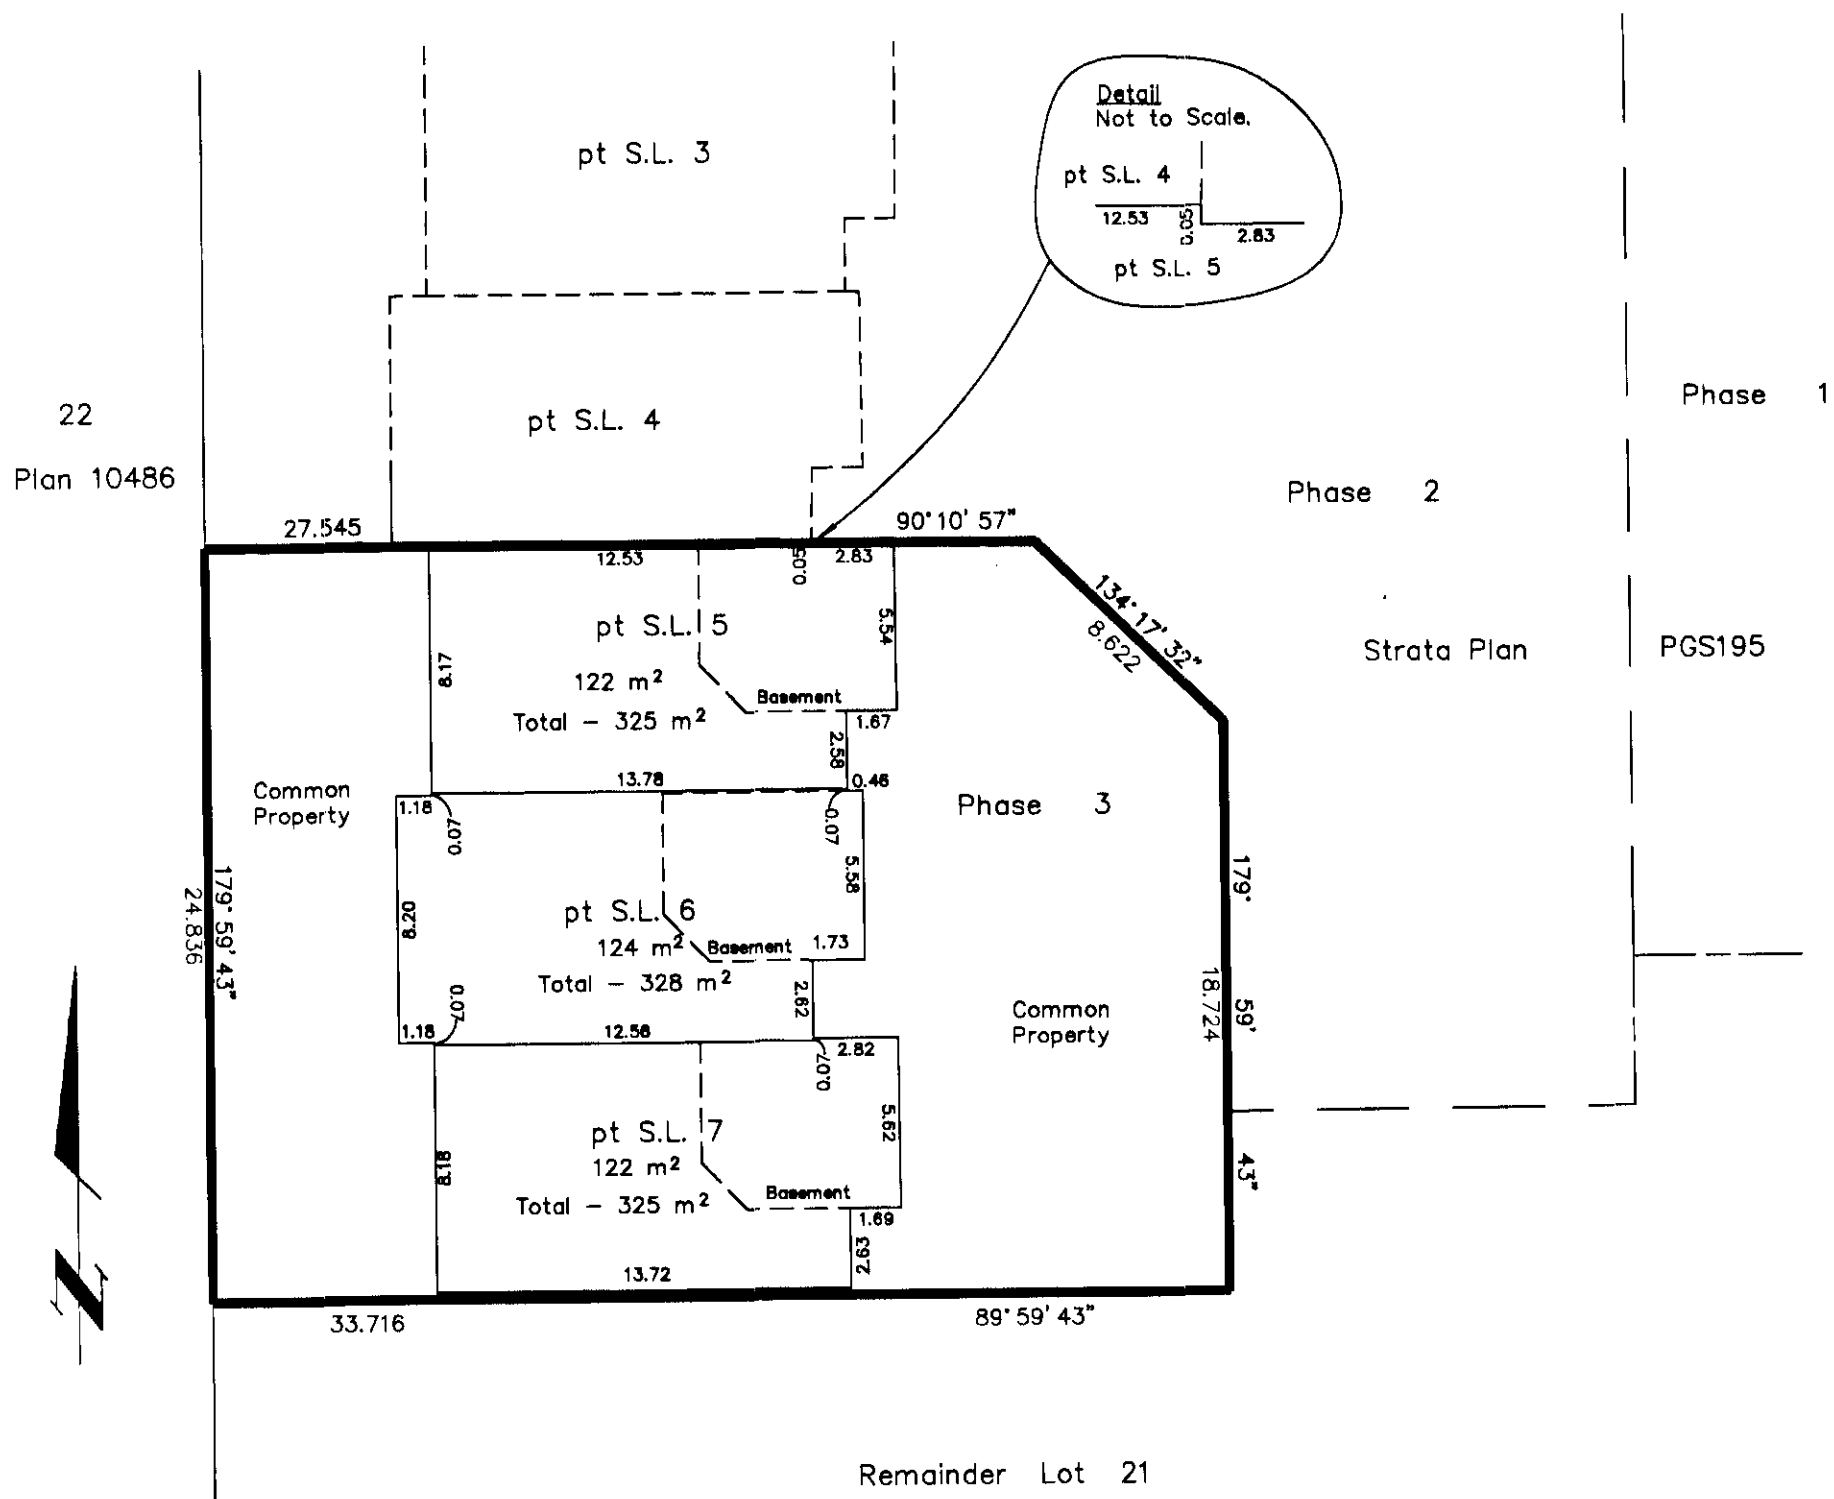 Detail
Not to Scale.
pt S.L. 4
12.53
0.05
2.83
pt S.L. 5
pt S.L. 3
Phase 1
22
Plan 10486
pt S.L. 4
Phase 2
27.545
90° 10' 57"
12.53
0.05
2.83
134° 17' 32"
8.622
pt S.L. 5
5.54
8.17
122 m²
Total – 325 m²
Basement
1.67
2.58
Strata Plan
PGS195
13.78
0.46
Common
Property
1.18
0.07
0.07
Phase 3
5.58
179° 59' 43"
24.836
8.20
pt S.L. 6
124 m²
Total – 328 m²
Basement
1.73
2.62
179° 59' 43"
18.724
Common
Property
0.07
1.18
12.58
0.07
2.82
5.62
pt S.L. 7
122 m²
Total – 325 m²
8.18
Basement
1.69
2.63
13.72
33.716
89° 59' 43"
N
Remainder Lot 21